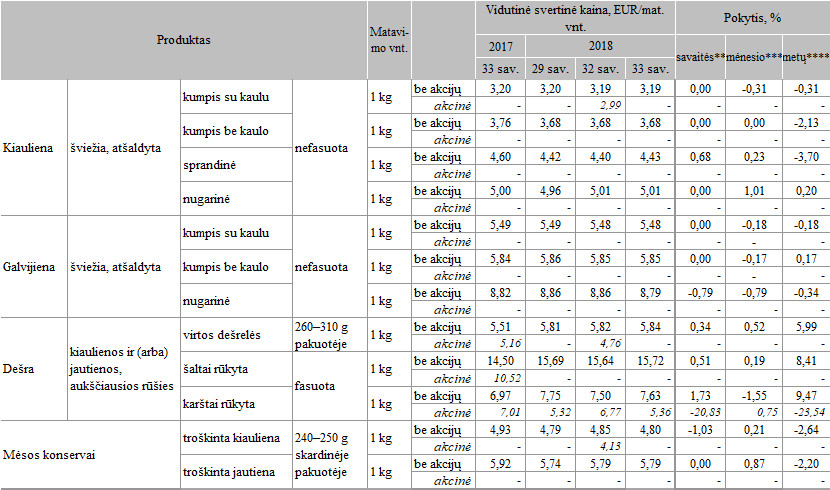 Produktas
Matavi-
mo vnt.
Vidutinė svertinė kaina, EUR/mat.
vnt.
Pokytis, %
2017 2018
savaitės** mėnesio*** metų****
33 sav. 29 sav. 32 sav. 33 sav.
Kiauliena šviežia, atšaldyta nefasuota
kumpis su kaulu 1 kg be akcijų 3,20 3,20 3,19 3,19 0,00 -0,31 -0,31
akcinė - - 2,99 - - - -
kumpis be kaulo 1 kg be akcijų 3,76 3,68 3,68 3,68 0,00 0,00 -2,13
akcinė - - - - - - -
sprandinė 1 kg be akcijų 4,60 4,42 4,40 4,43 0,68 0,23 -3,70
akcinė - - - - - - -
nugarinė 1 kg be akcijų 5,00 4,96 5,01 5,01 0,00 1,01 0,20
akcinė - - - - - - -
Galvijiena šviežia, atšaldyta nefasuota
kumpis su kaulu 1 kg be akcijų 5,49 5,49 5,48 5,48 0,00 -0,18 -0,18
akcinė - - - - - - -
kumpis be kaulo 1 kg be akcijų 5,84 5,86 5,85 5,85 0,00 -0,17 0,17
akcinė - - - - - - -
nugarinė 1 kg be akcijų 8,82 8,86 8,86 8,79 -0,79 -0,79 -0,34
akcinė - - - - - - -
Dešra
kiaulienos ir (arba)
jautienos,
aukščiausios rūšies
virtos dešrelės
260–310 g
pakuotėje
1 kg be akcijų 5,51 5,81 5,82 5,84 0,34 0,52 5,99
akcinė 5,16 - 4,76 - - - -
šaltai rūkyta fasuota 1 kg be akcijų 14,50 15,69 15,64 15,72 0,51 0,19 8,41
akcinė 10,52 - - - - - -
karštai rūkyta 1 kg be akcijų 6,97 7,75 7,50 7,63 1,73 -1,55 9,47
akcinė 7,01 5,32 6,77 5,36 -20,83 0,75 -23,54
Mėsos konservai
240–250 g
skardinėje
pakuotėje
troškinta kiauliena 1 kg be akcijų 4,93 4,79 4,85 4,80 -1,03 0,21 -2,64
akcinė - - 4,13 - - - -
troškinta jautiena 1 kg be akcijų 5,92 5,74 5,79 5,79 0,00 0,87 -2,20
akcinė - - - - - - -